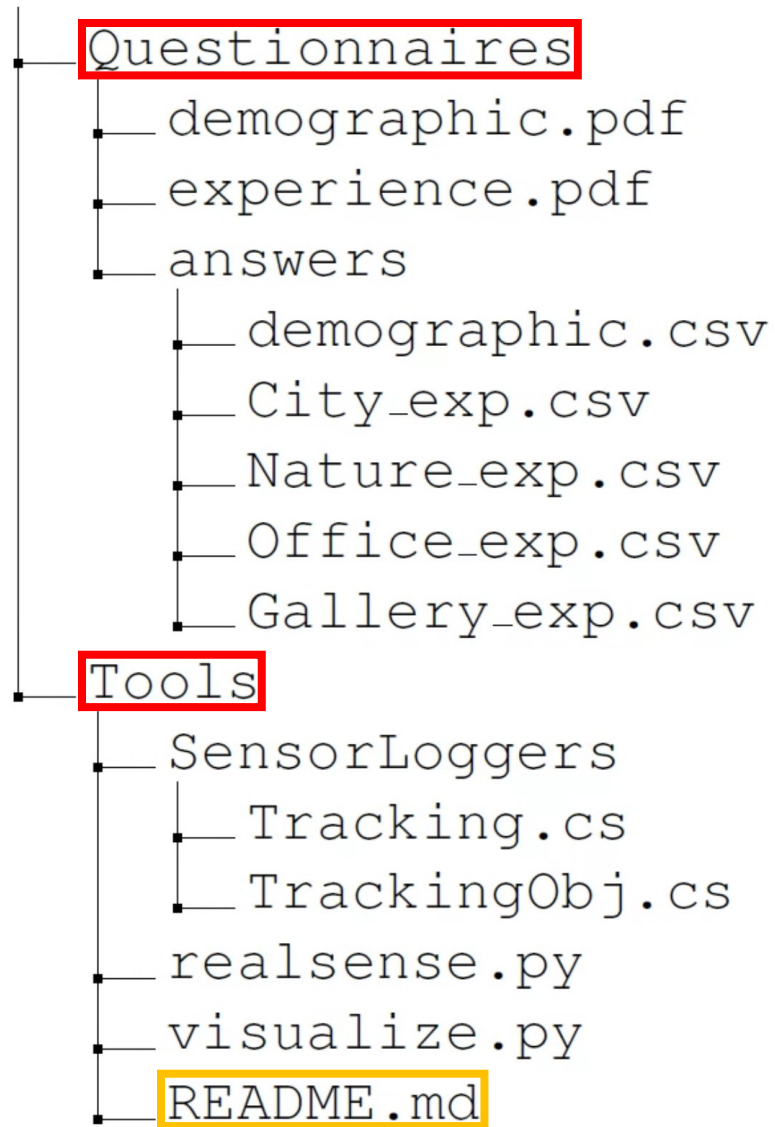 Questionnaires
demographic.pdf
experience.pdf
answers
demographic.csv
City_exp.csv
Nature_exp.csv
Office_exp.csv
Gallery_exp.csv
Tools
SensorLoggers
Tracking.cs
TrackingObj.cs
realsense.py
visualize.py
README.md